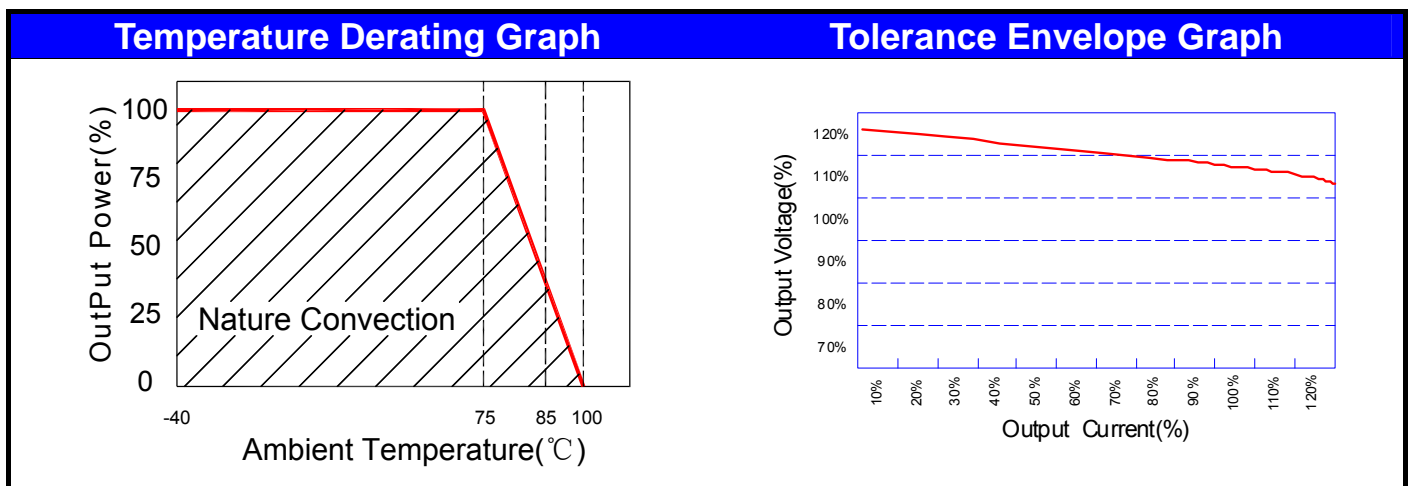 Temperature Derating Graph
OutPut Power(%)
100
75
50
25
0
Nature Convection
-40 75 85 100
Ambient Temperature(℃)
Tolerance Envelope Graph
Output Voltage(%)
120%
110%
100%
90%
80%
70%
10% 20% 30% 40% 50% 60% 70% 80% 90% 100% 110% 120%
Output Current(%)